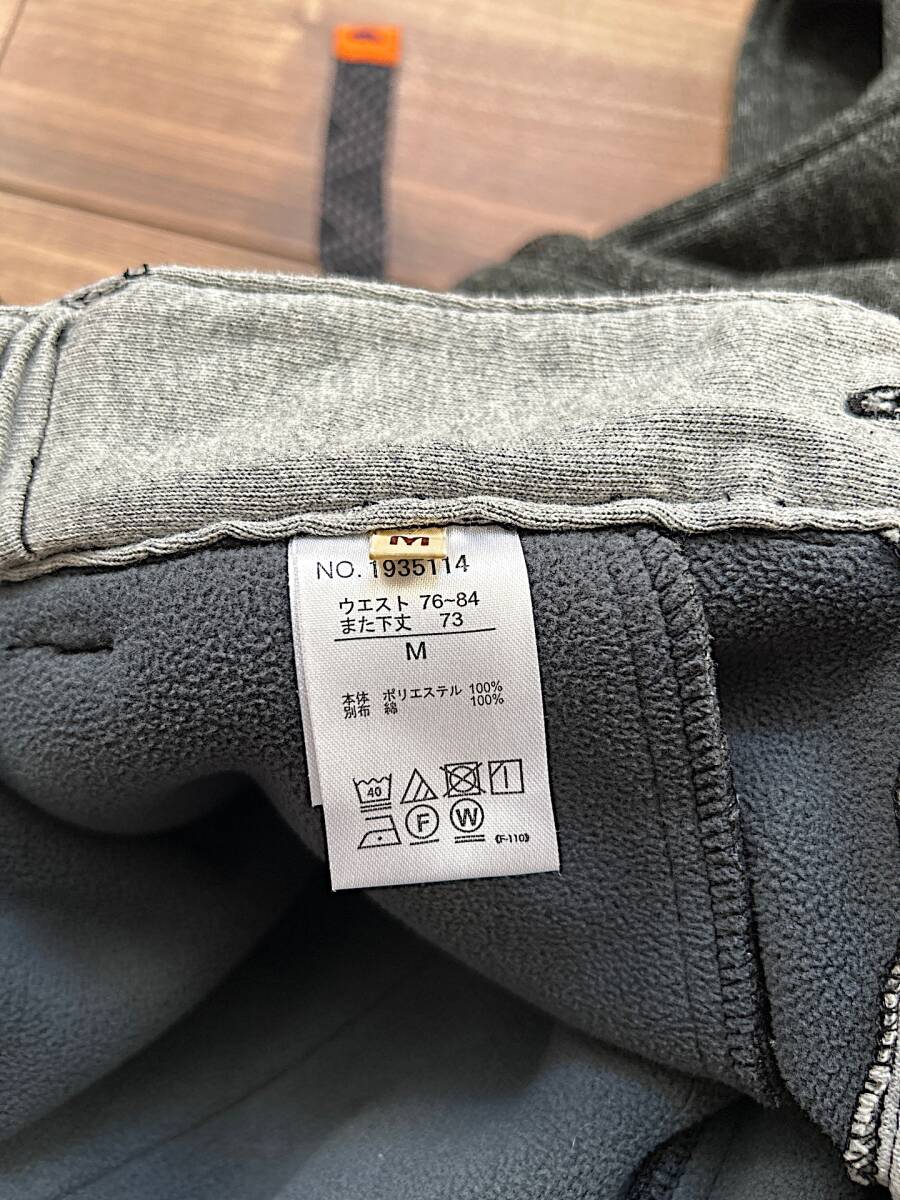 M
NO. 1935114
ウエスト 76~84
また下丈 73
M
本体 ポリエステル 100%
別布 綿 100%
40
F W 《F-110》